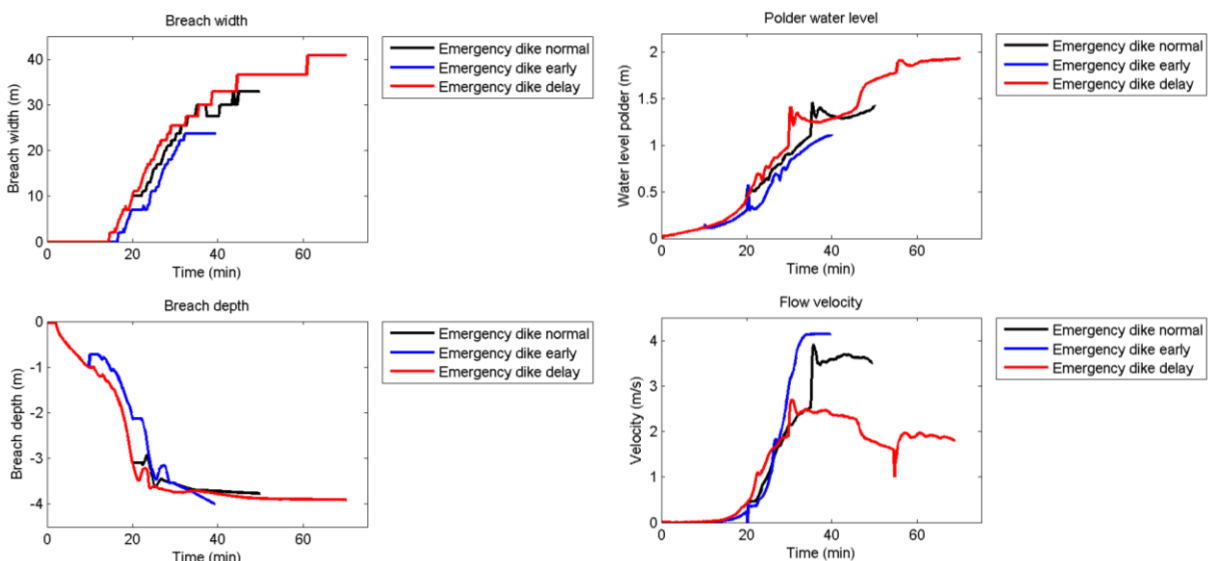 Breach width
Breach width (m)
40
30
20
10
0
0 20 40 60
Time (min)
Emergency dike normal
Emergency dike early
Emergency dike delay
Polder water level
Water level polder (m)
2
1.5
1
0.5
0
0 20 40 60
Time (min)
Emergency dike normal
Emergency dike early
Emergency dike delay
Breach depth
Breach depth (m)
0
-1
-2
-3
-4
0 20 40 60
Time (min)
Emergency dike normal
Emergency dike early
Emergency dike delay
Flow velocity
Velocity (m/s)
4
3
2
1
0
0 20 40 60
Time (min)
Emergency dike normal
Emergency dike early
Emergency dike delay